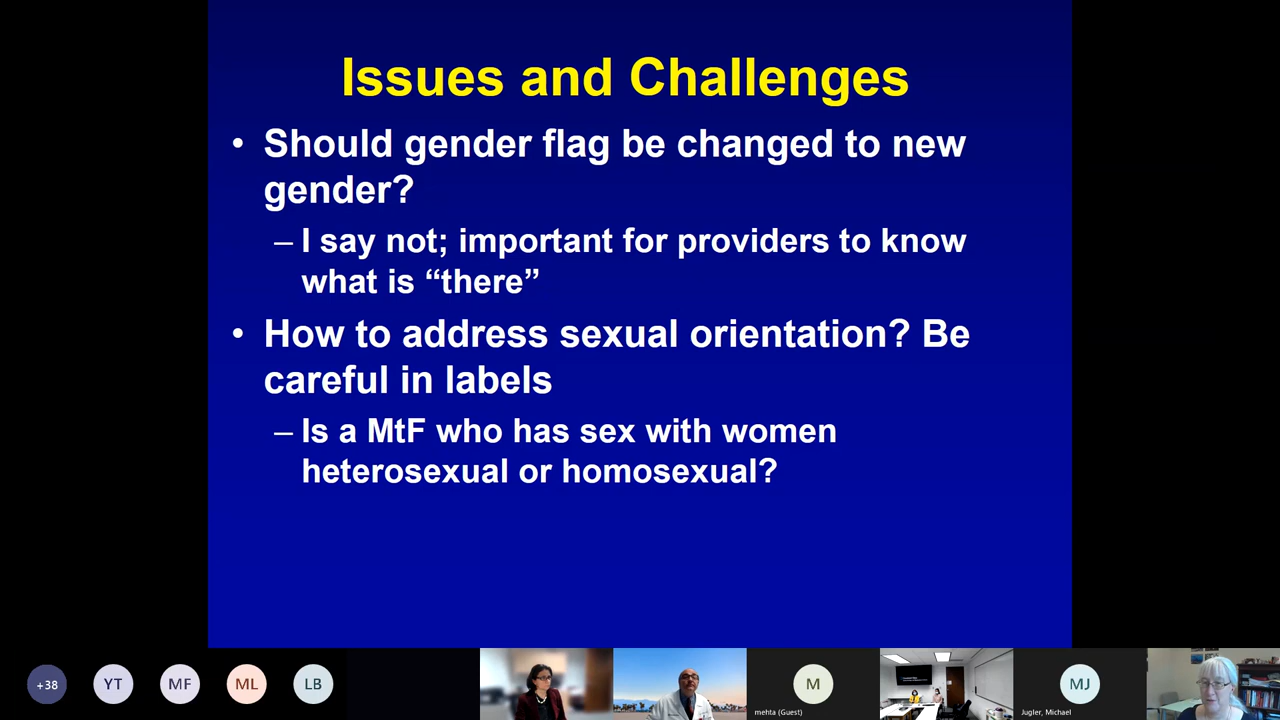 Issues and Challenges
• Should gender flag be changed to new
gender?
– I say not; important for providers to know
what is “there”
• How to address sexual orientation? Be
careful in labels
– Is a MtF who has sex with women
heterosexual or homosexual?
+38
YT
MF
ML
LB
M
mehta (Guest)
MJ
Jugler, Michael